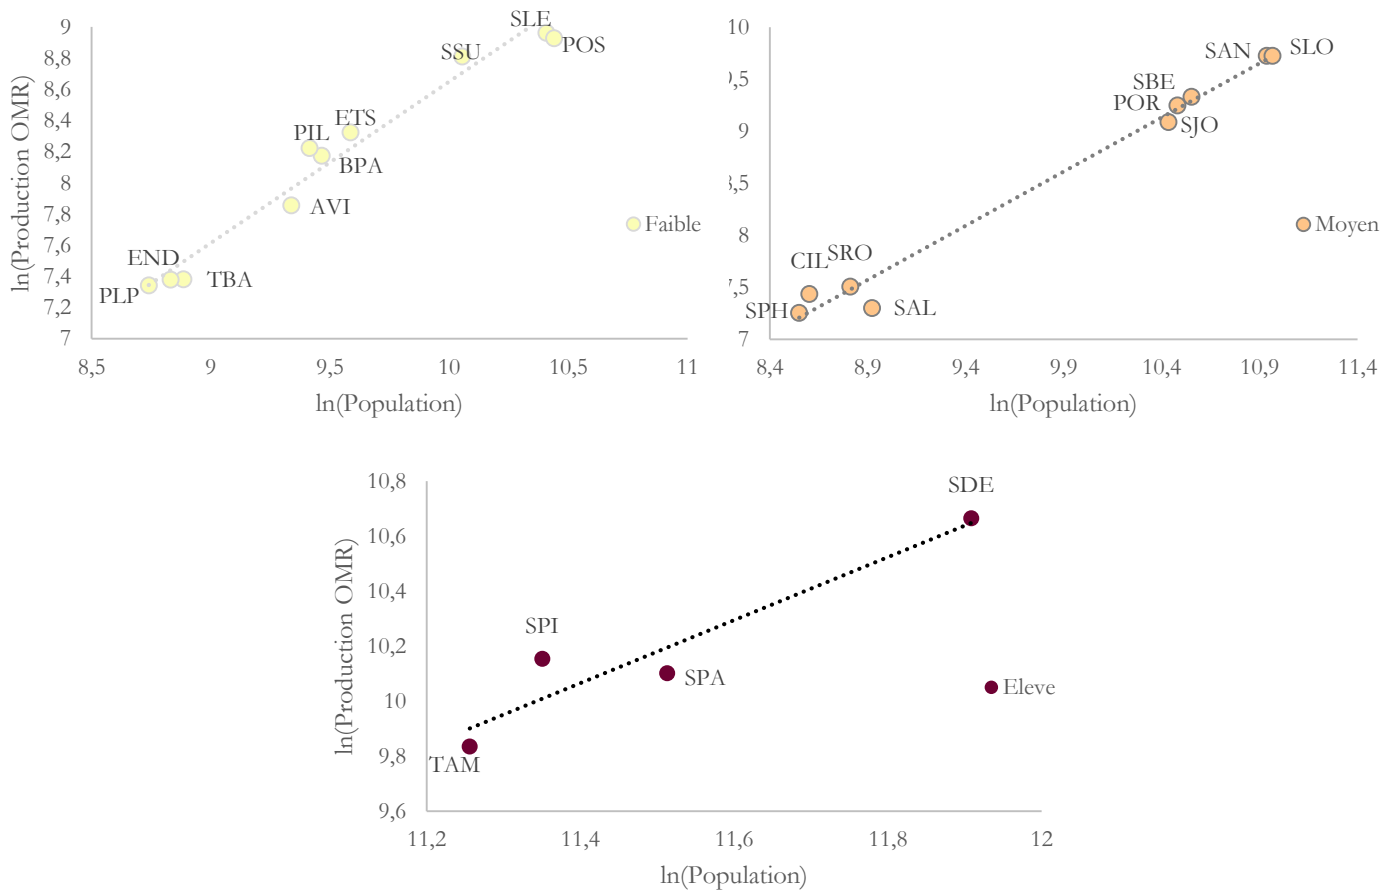 9
8,8
8,6
8,4
8,2
8
7,8
7,6
7,4
7,2
7
ln(Production OMR)
SLE
POS
SSU
ETS
PIL
BPA
AVI
END
TBA
PLP
Faible
8,5 9 9,5 10 10,5 11
ln(Population)
10
,5
9
,5
8
,5
7
SAN
SLO
SBE
POR
SJO
CIL
SRO
SPH
SAL
Moyen
8,4 8,9 9,4 9,9 10,4 10,9 11,4
ln(Population)
10,8
10,6
10,4
10,2
10
9,8
9,6
ln(Production OMR)
SDE
SPI
SPA
TAM
Eleve
11,2 11,4 11,6 11,8 12
ln(Population)